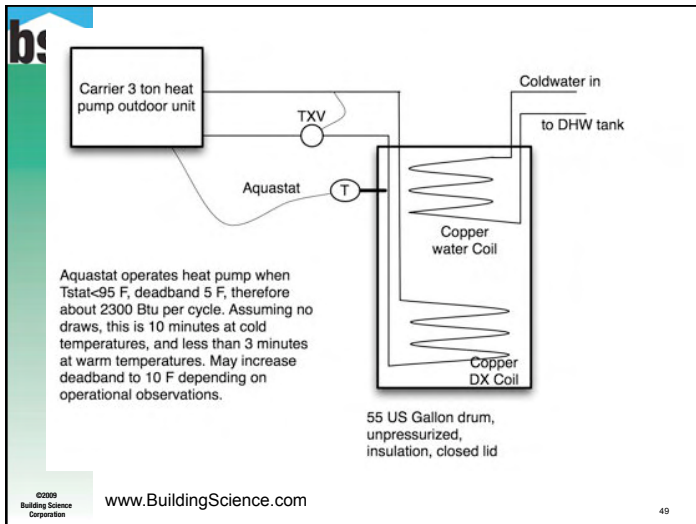 bs
Carrier 3 ton heat
pump outdoor unit
TXV
Coldwater in
to DHW tank
Aquastat
T
Copper
water Coil
Aquastat operates heat pump when
Tstat<95 F, deadband 5 F, therefore
about 2300 Btu per cycle. Assuming no
draws, this is 10 minutes at cold
temperatures, and less than 3 minutes
at warm temperatures. May increase
deadband to 10 F depending on
operational observations.
Copper
DX Coil
55 US Gallon drum,
unpressurized,
insulation, closed lid
©2009
Building Science
Corporation
www.BuildingScience.com
49